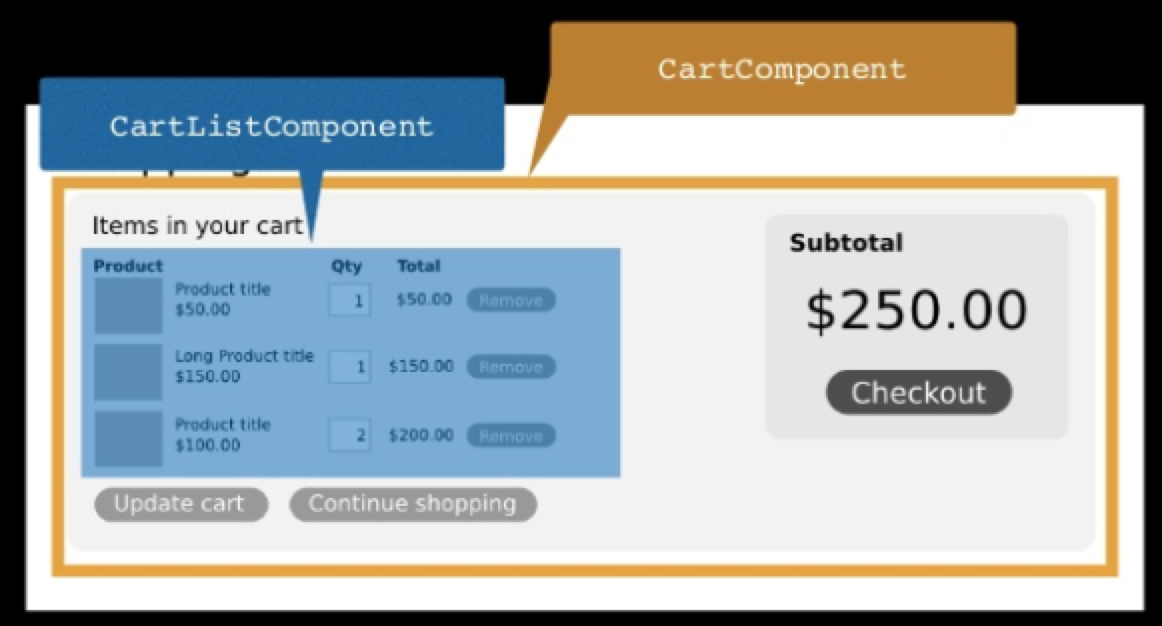 CartComponent
CartListComponent
Items in your cart
Subtotal
Product Qty Total
Product title
$50.00
1 $50.00 Remove
$250.00
Long Product title
$150.00
1 $150.00 Remove
Checkout
Product title
$100.00
2 $200.00 Remove
Update cart Continue shopping